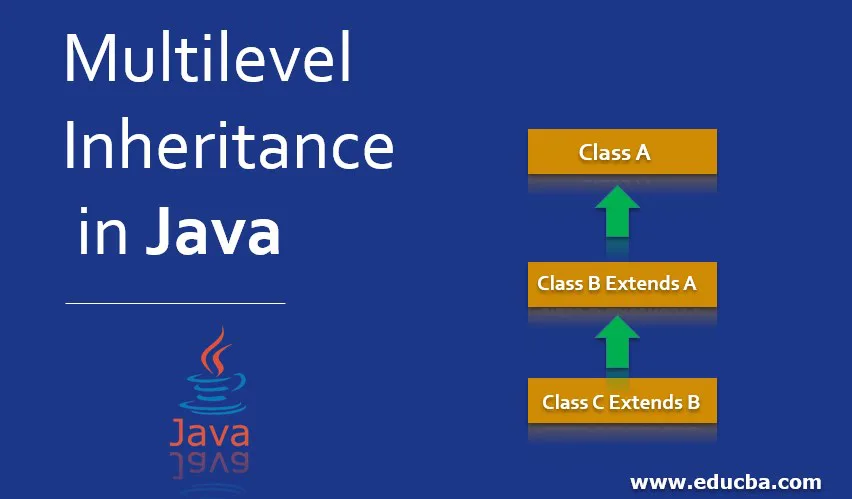 Multilevel
Inheritance
in Java
Class A
Class B Extends A
Class C Extends B
Java
www.educba.com